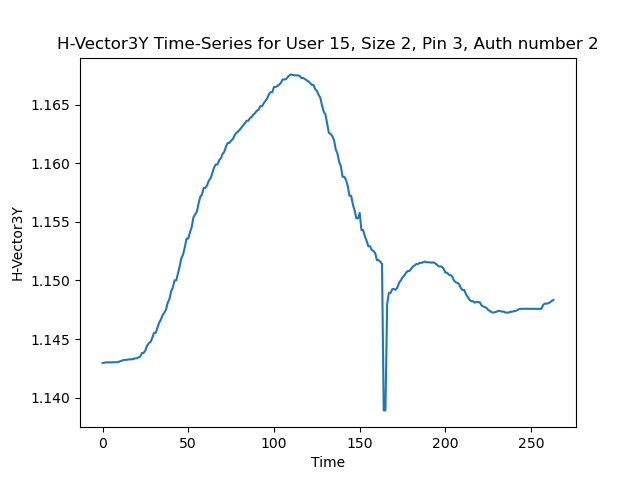 H-Vector3Y Time-Series for User 15, Size 2, Pin 3, Auth number 2
H-Vector3Y
1.165
1.160
1.155
1.150
1.145
1.140
0 50 100 150 200 250
Time